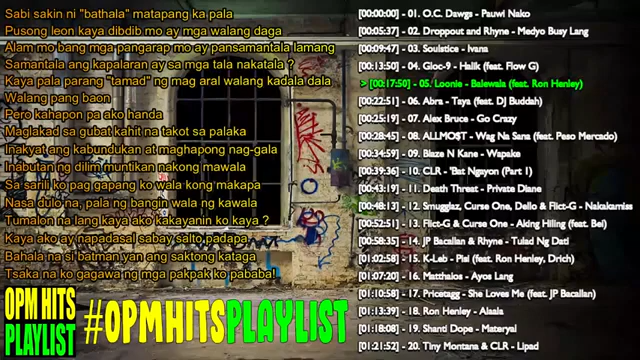 Sabi sakin ni "bathala" matapang ka pala
Pusong leon kaya dibdib mo ay mga walang daga
Alam mo bang mga pangarap mo ay pansamantala lamang
Samantala ang kapalaran ay sa mga tala nakatala ?
Kaya pala parang "tamad" ng mag aral walang kadala dala
Walang pang baon
Pero kahapon pa ako handa
Maglakad sa gubat kahit na takot sa palaka
Inakyat ang kabundukan at maghapong nag-gala
Inabutan ng dilim muntikan nakong mawala
Sa sarili ko pag gapang ko wala kong makapa
Nasa dulo na, pala ng bangin wala ng kawala
Tumalon na lang kaya ako kakayanin ko kaya ?
Kaya ako ay napadasal sabay salto padapa
Bahala na si batman yan ang saktong kataga
Tsaka na ko gagawa ng mga pakpak ko pababa!
OPM HITS
PLAYLIST
#OPMHITSPLAYLIST
[00:00:00] - 01. O.C. Dawgs - Pauwi Nako
[00:05:37] - 02. Droppout and Rhyne - Medyo Busy Lang
[00:09:47] - 03. Soulstice - Ivana
[00:13:50] - 04. Gloc-9 - Halik (feat. Flow G)
> [00:17:50] - 05. Loonie - Balewala (feat. Ron Henley)
[00:22:51] - 06. Abra - Taya (feat. DJ Buddah)
[00:25:19] - 07. Alex Bruce - Go Crazy
[00:28:45] - 08. ALLMO$T - Wag Na Sana (feat. Peso Mercado)
[00:34:59] - 09. Blaze N Kane - Wapake
[00:39:36] - 10. CLR - 'Bat Ngayon (Part 1)
[00:43:19] - 11. Death Threat - Private Diane
[00:48:13] - 12. Smugglaz, Curse One, Dello & Flict-G - Nakakamiss
[00:52:51] - 13. Flict-G & Curse One - Aking Hiling (feat. Bei)
[00:58:35] - 14. JP Bacallan & Rhyne - Tulad Ng Dati
[01:02:58] - 15. K-Leb - Pisi (feat. Ron Henley, Drich)
[01:07:20] - 16. Matthaios - Ayos Lang
[01:10:58] - 17. Pricetagg - She Loves Me (feat. JP Bacallan)
[01:13:39] - 18. Ron Henley - Alaala
[01:18:08] - 19. Shanti Dope - Materyal
[01:21:52] - 20. Tiny Montana & CLR - Lipad